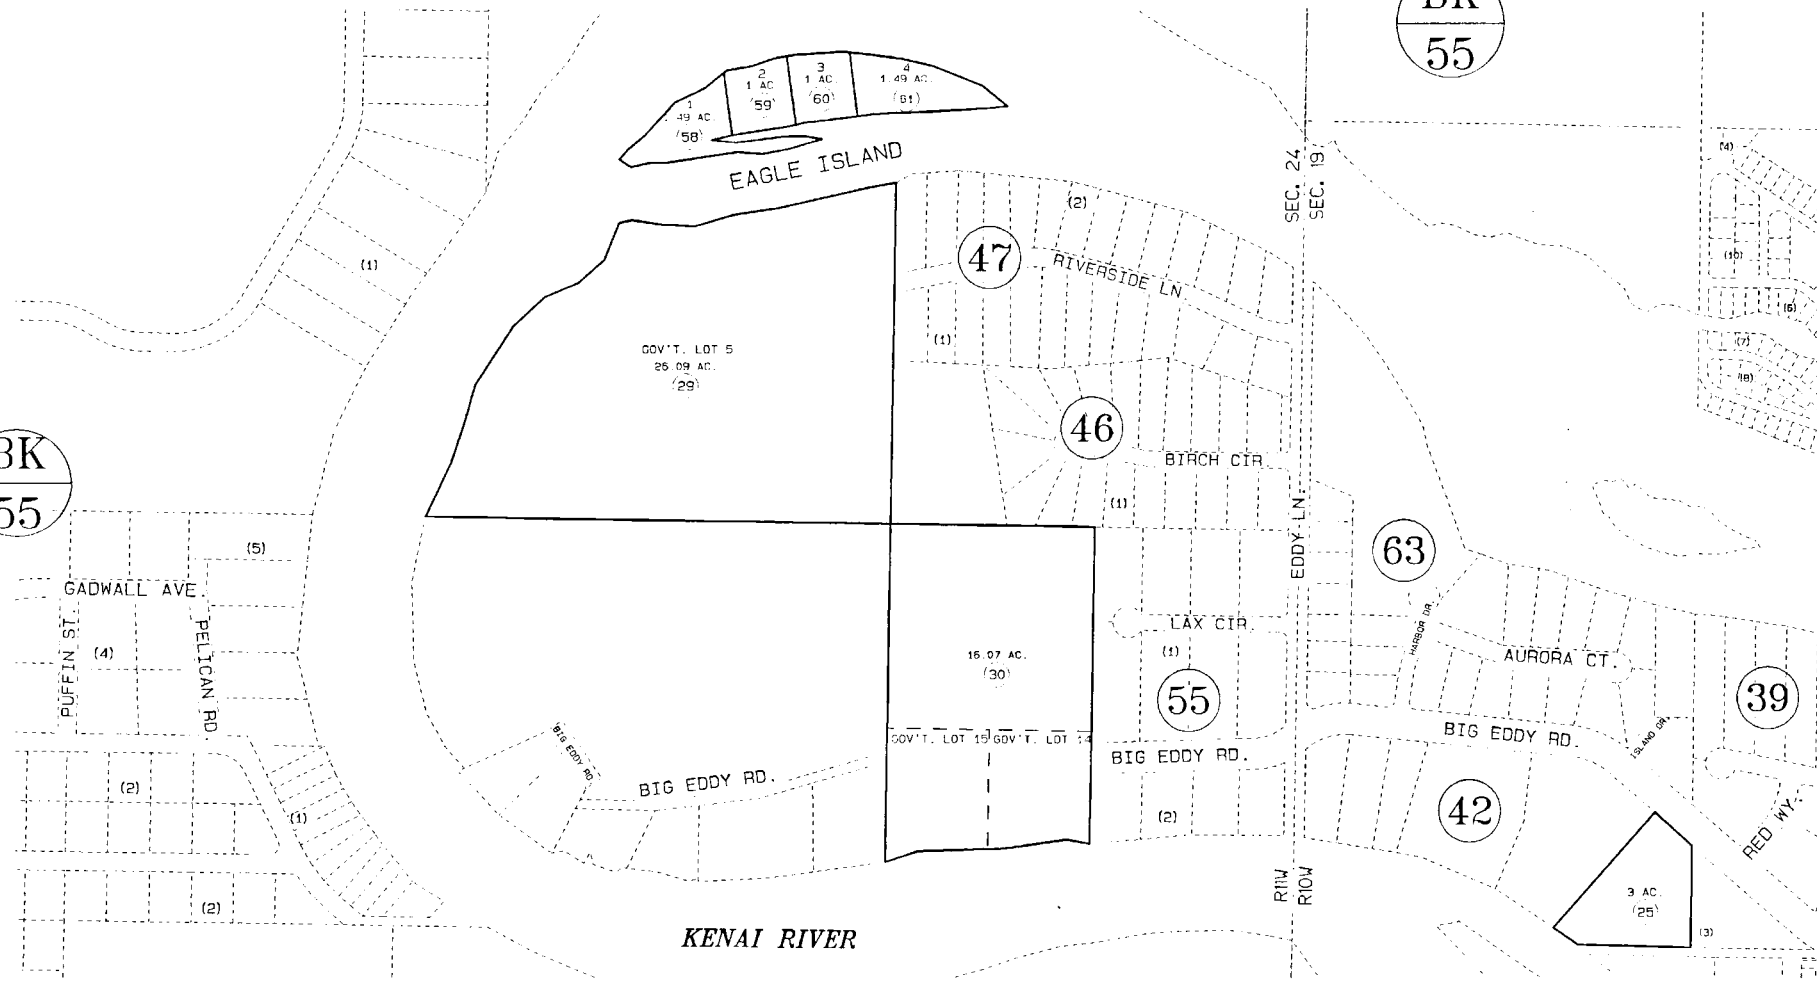 BK
55
1
.49 AC.
(58)
2
1 AC
(59)
3
1 AC.
(60)
4
1.49 AC.
(61)
EAGLE ISLAND
SEC. 24
SEC. 19
(4)
(10)
(6)
(7)
(8)
(1)
(2)
47
RIVERSIDE LN
(1)
GOV'T. LOT 5
26.09 AC.
(29)
46
BIRCH CIR.
(1)
BK
55
EDDY LN.
63
(5)
GADWALL AVE.
PUFFIN ST.
(4)
PELICAN RD
LAX CIR.
(1)
55
HARBOR DR.
AURORA CT.
39
16.07 AC.
(30)
GOV'T. LOT 15
GOV'T. LOT 14
BIG EDDY RD.
BIG EDDY RD.
BIG EDDY RD.
BIG EDDY RD.
ISLAND DR.
(2)
(1)
(2)
(2)
42
RED WY.
R11W
R10W
3 AC.
(25)
(3)
KENAI RIVER